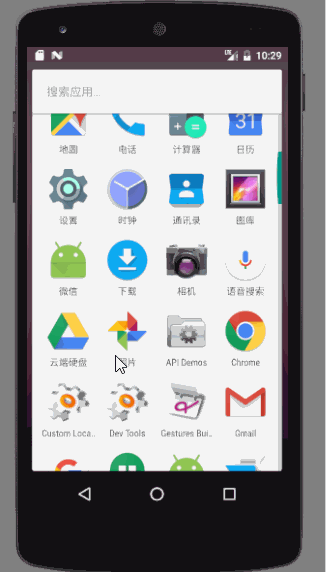 LTE 10:29
搜索应用...
地图 电话 计算器 日历
31
设置 时钟 通讯录 图库
微信 下载 相机 语音搜索
云端硬盘 片 API Demos Chrome
Custom Loca.. Dev Tools Gestures Bui.. Gmail